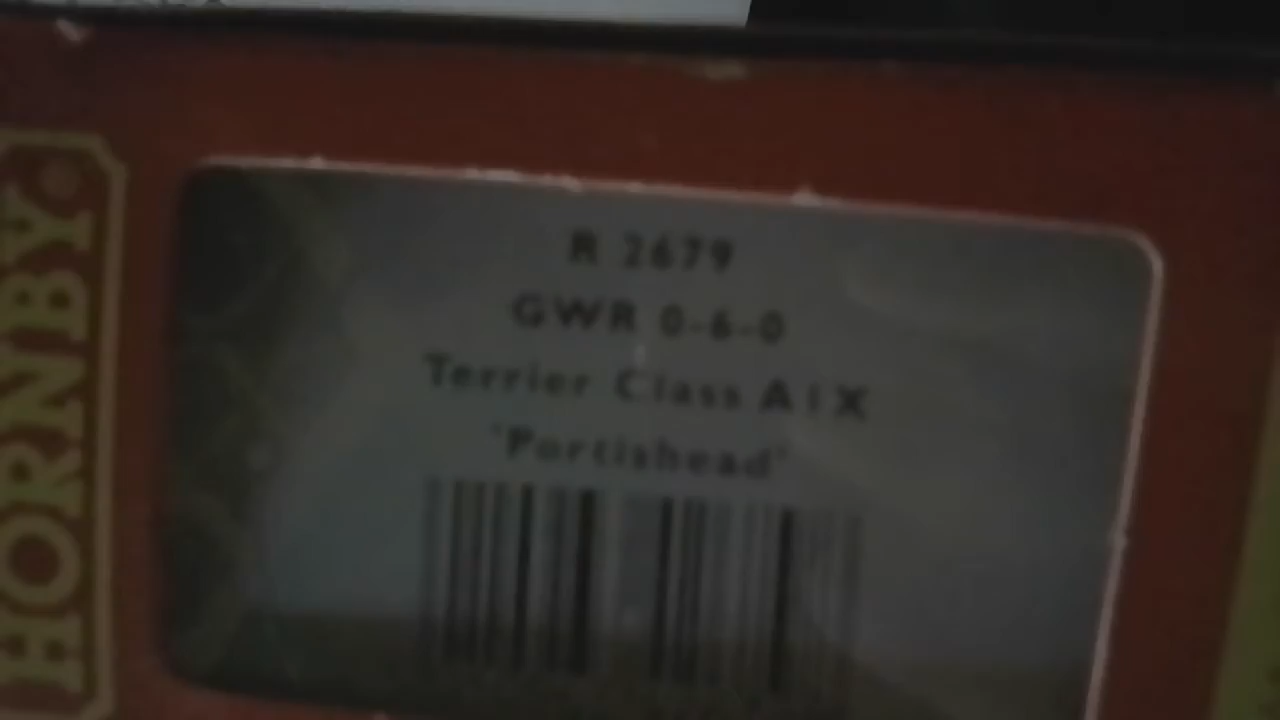 HORNBY®
R 2679
GWR 0-6-0
Terrier Class A1X
'Portishead'